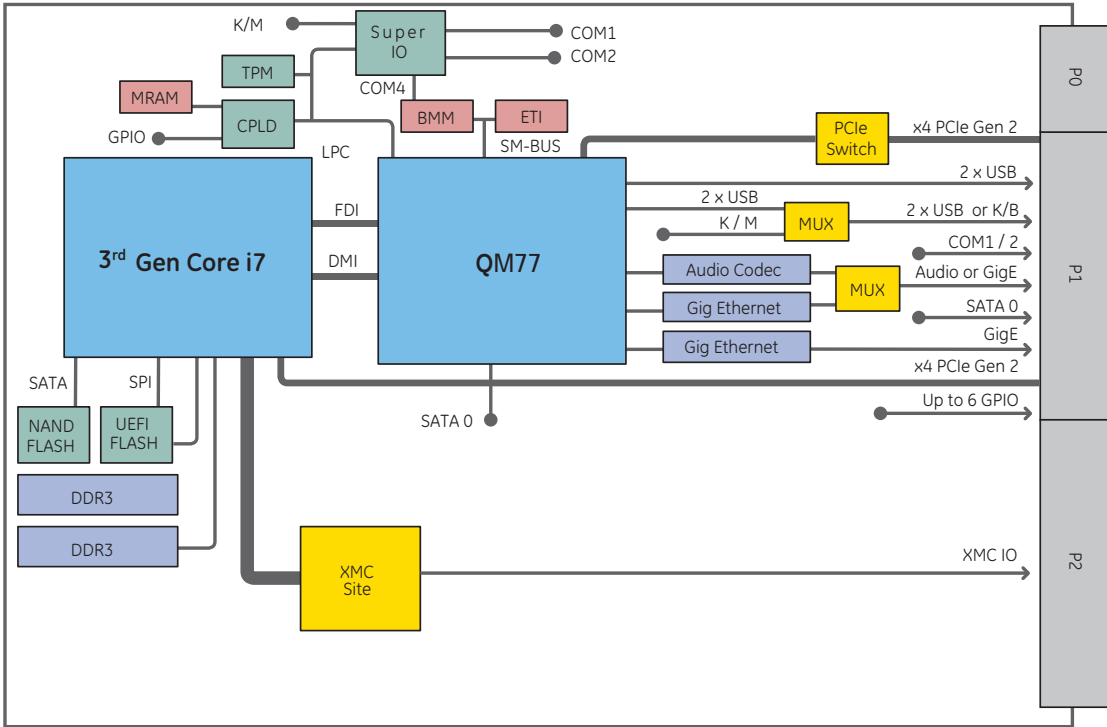 K/M
Super
IO
COM1
COM2
P0
TPM
COM4
MRAM
CPLD
BMM
ETI
GPIO
SM-BUS
LPC
PCIe
Switch
x4 PCIe Gen 2
2 x USB
2 x USB
K / M
MUX
2 x USB or K/B
FDI
3rd Gen Core i7
QM77
DMI
COM1 / 2
Audio Codec
MUX
Audio or GigE
P1
Gig Ethernet
SATA 0
Gig Ethernet
GigE
x4 PCIe Gen 2
SATA
SPI
NAND
FLASH
UEFI
FLASH
SATA 0
Up to 6 GPIO
DDR3
DDR3
XMC
Site
XMC IO
P2